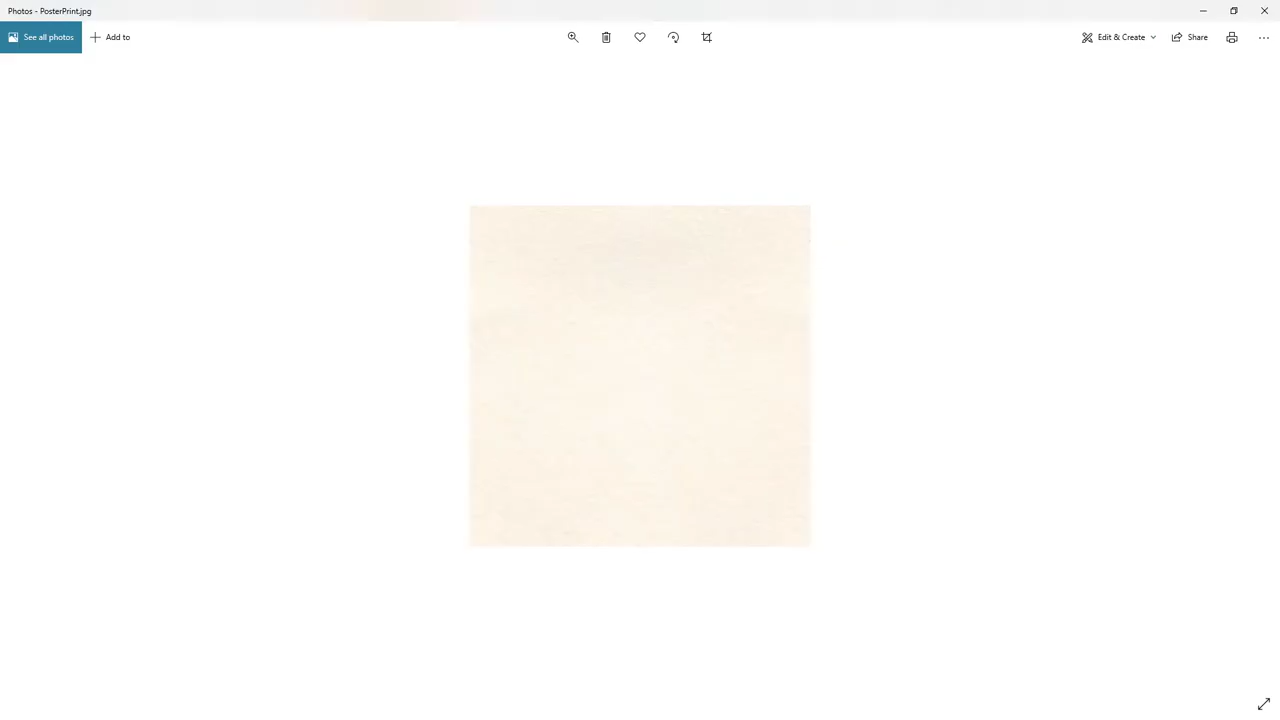 Photos - PosterPrint.jpg
See all photos
Add to
Edit & Create
Share